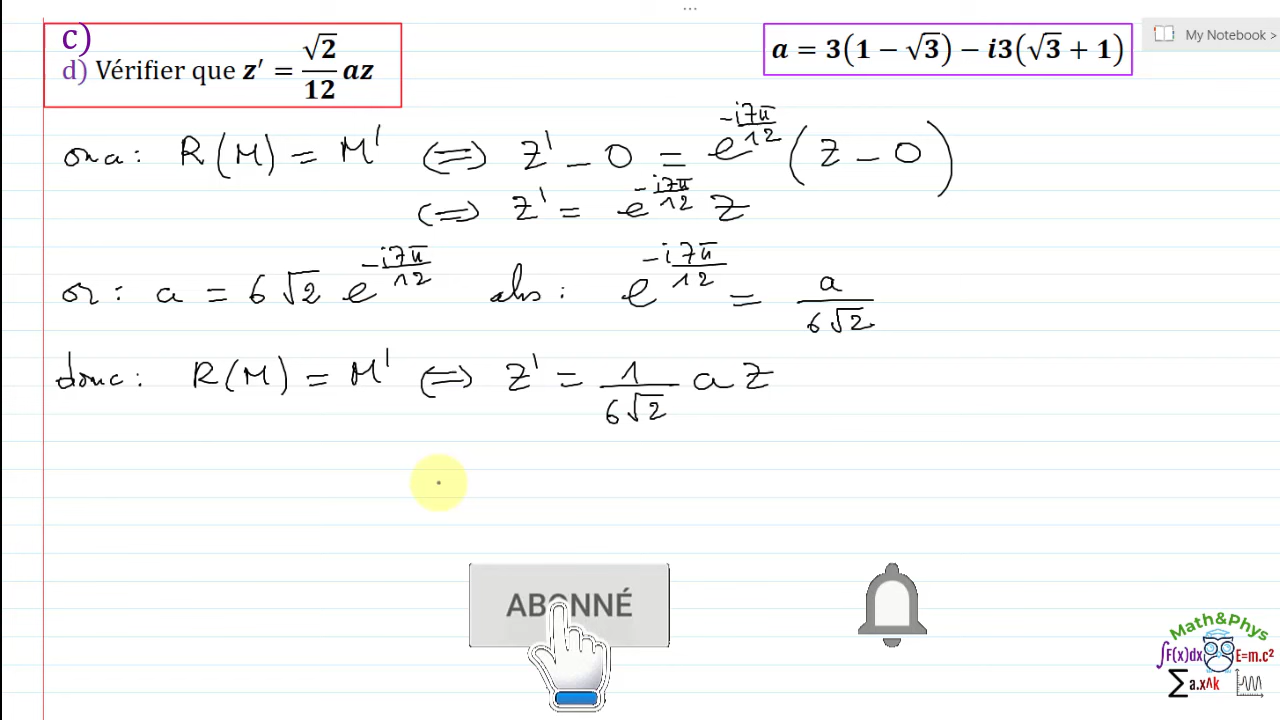 c)
d) Vérifier que z′ = √2/12 az
a = 3(1 − √3) − i3(√3 + 1)
My Notebook >
on a : R(M) = M' ⟺ z' − 0 = e^(−i7π/12) (z − 0)
⟺ z' = e^(−i7π/12) z
or : a = 6√2 e^(−i7π/12) alors : e^(−i7π/12) = a/(6√2)
donc : R(M) = M' ⟺ z' = 1/(6√2) a z
ABONNÉ
Math&Phys
∫F(x)dx E=m.c²
∑ a.x^k